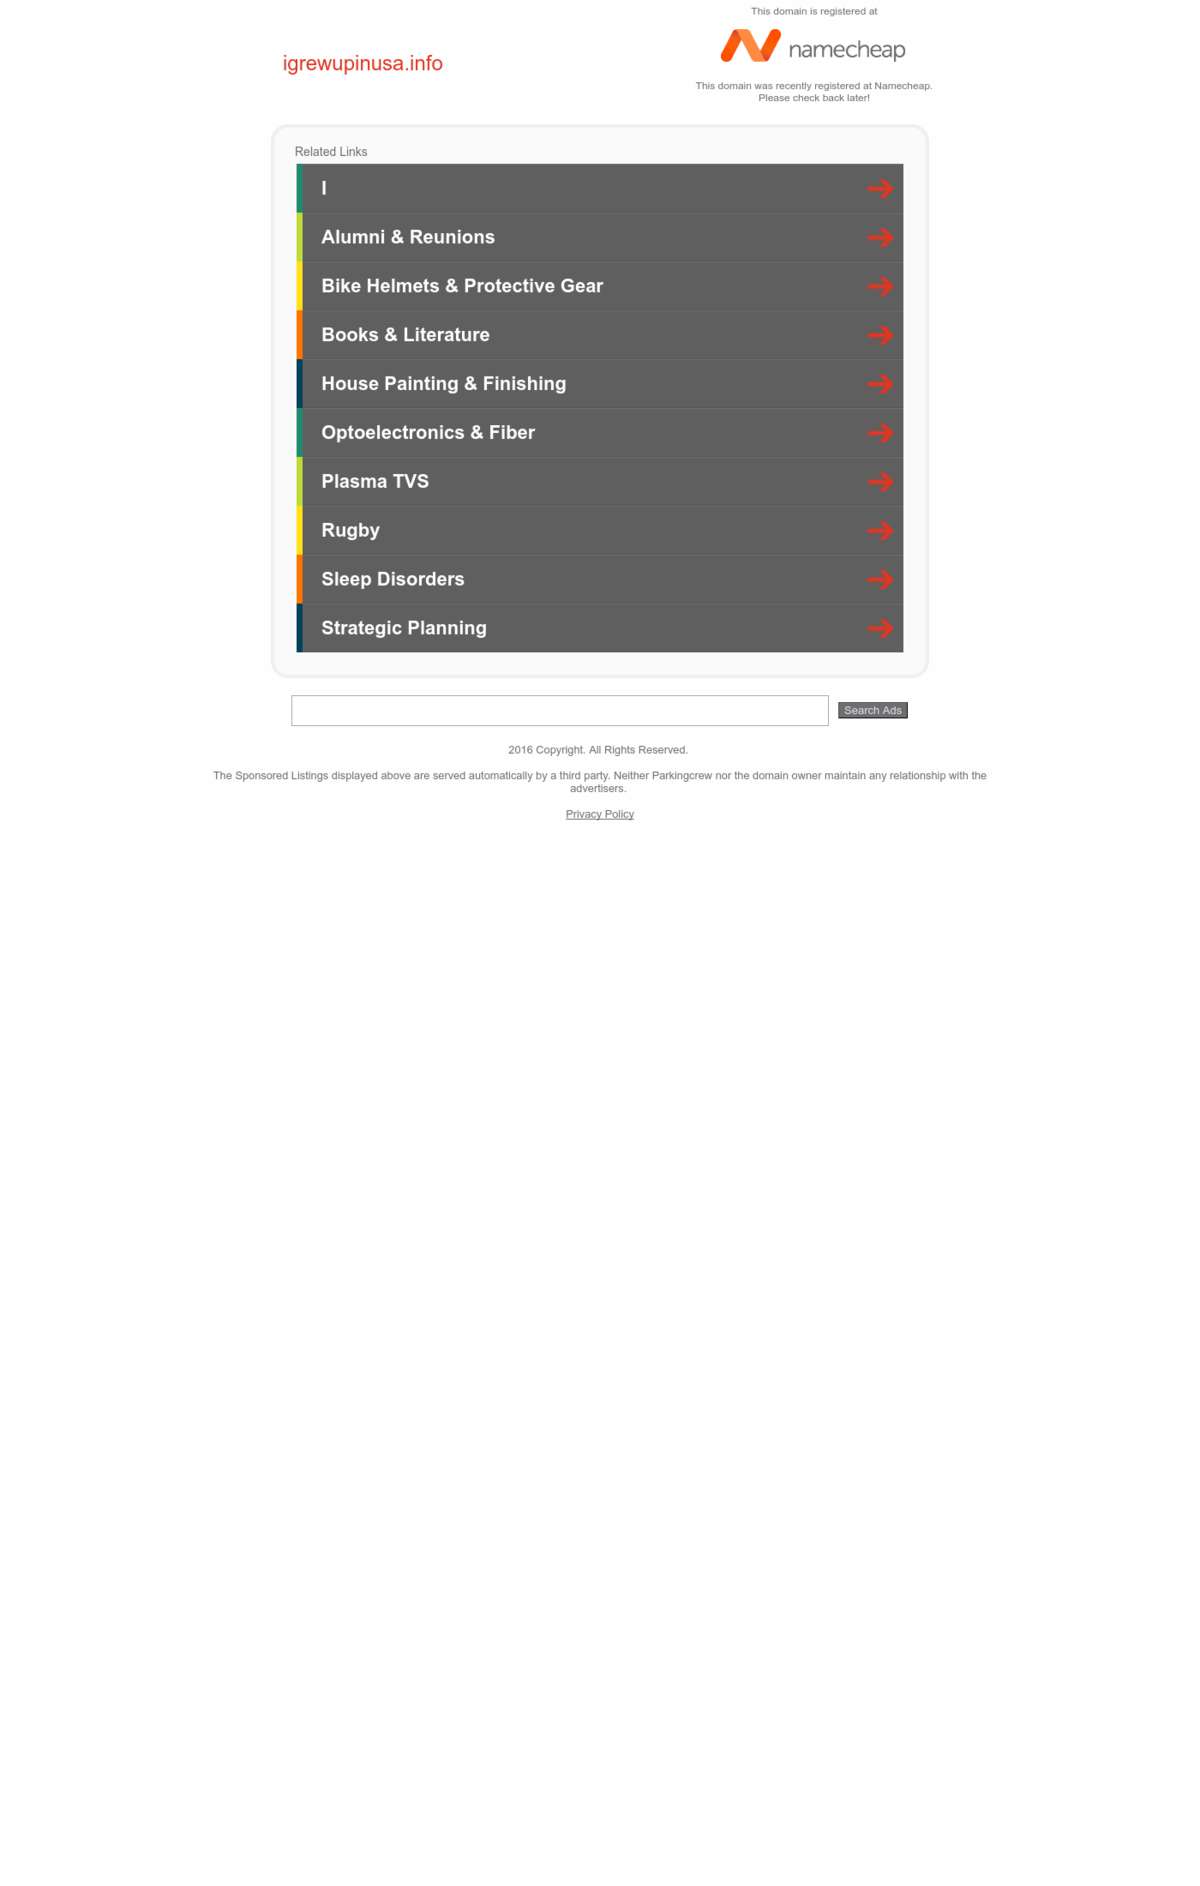 This domain is registered at
namecheap
igrewupinusa.info
This domain was recently registered at Namecheap.
Please check back later!
Related Links
I
Alumni & Reunions
Bike Helmets & Protective Gear
Books & Literature
House Painting & Finishing
Optoelectronics & Fiber
Plasma TVS
Rugby
Sleep Disorders
Strategic Planning
Search Ads
2016 Copyright. All Rights Reserved.
The Sponsored Listings displayed above are served automatically by a third party. Neither Parkingcrew nor the domain owner maintain any relationship with the
advertisers.
Privacy Policy